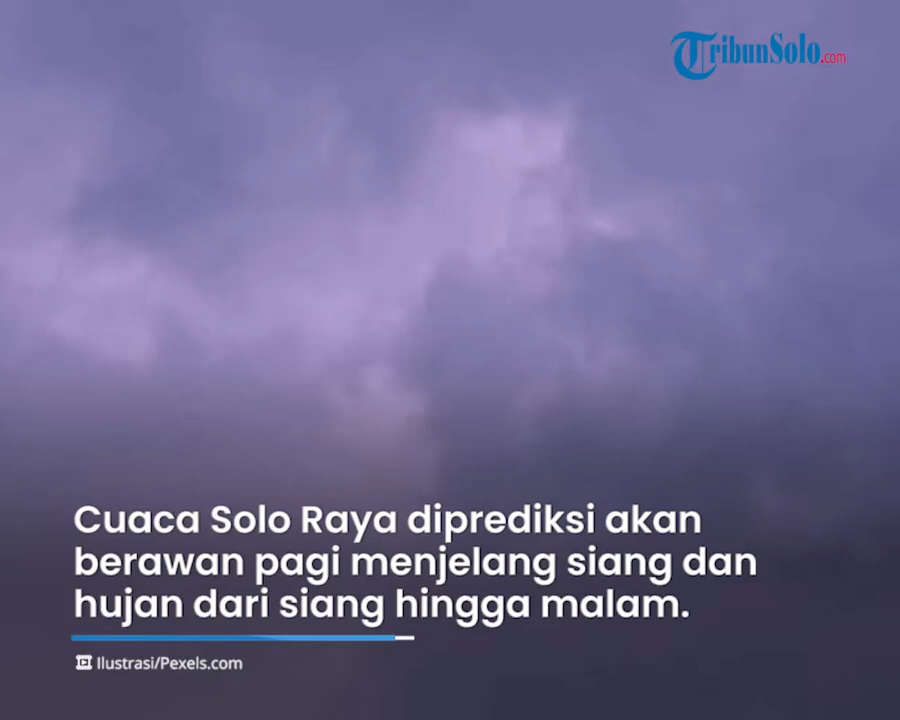 TribunSolo.com
Cuaca Solo Raya diprediksi akan
berawan pagi menjelang siang dan
hujan dari siang hingga malam.
Ilustrasi/Pexels.com